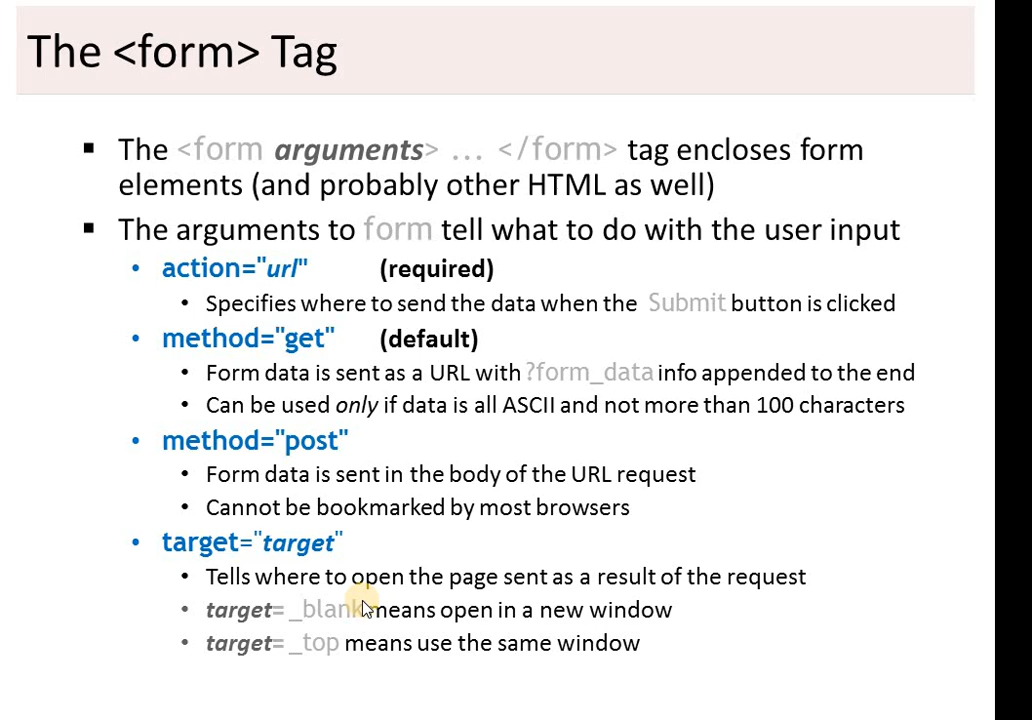 The <form> Tag
The <form arguments> ... </form> tag encloses form
elements (and probably other HTML as well)
The arguments to form tell what to do with the user input
action="url" (required)
Specifies where to send the data when the Submit button is clicked
method="get" (default)
Form data is sent as a URL with ?form_data info appended to the end
Can be used only if data is all ASCII and not more than 100 characters
method="post"
Form data is sent in the body of the URL request
Cannot be bookmarked by most browsers
target="target"
Tells where to open the page sent as a result of the request
target= _blank means open in a new window
target= _top means use the same window